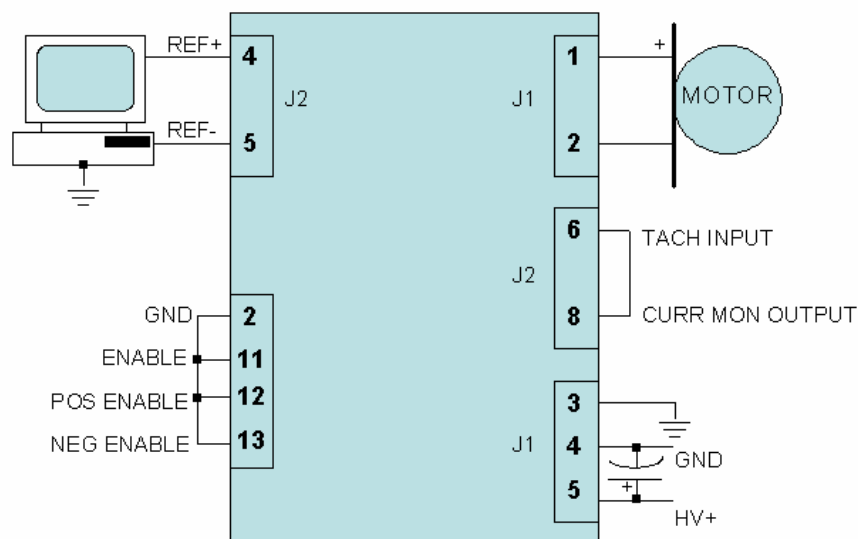 REF+
4
J2
REF-
5
1
+
J1
MOTOR
2
6
TACH INPUT
J2
8
CURR MON OUTPUT
GND
2
ENABLE
11
POS ENABLE
12
NEG ENABLE
13
3
J1
4
GND
5
+
HV+